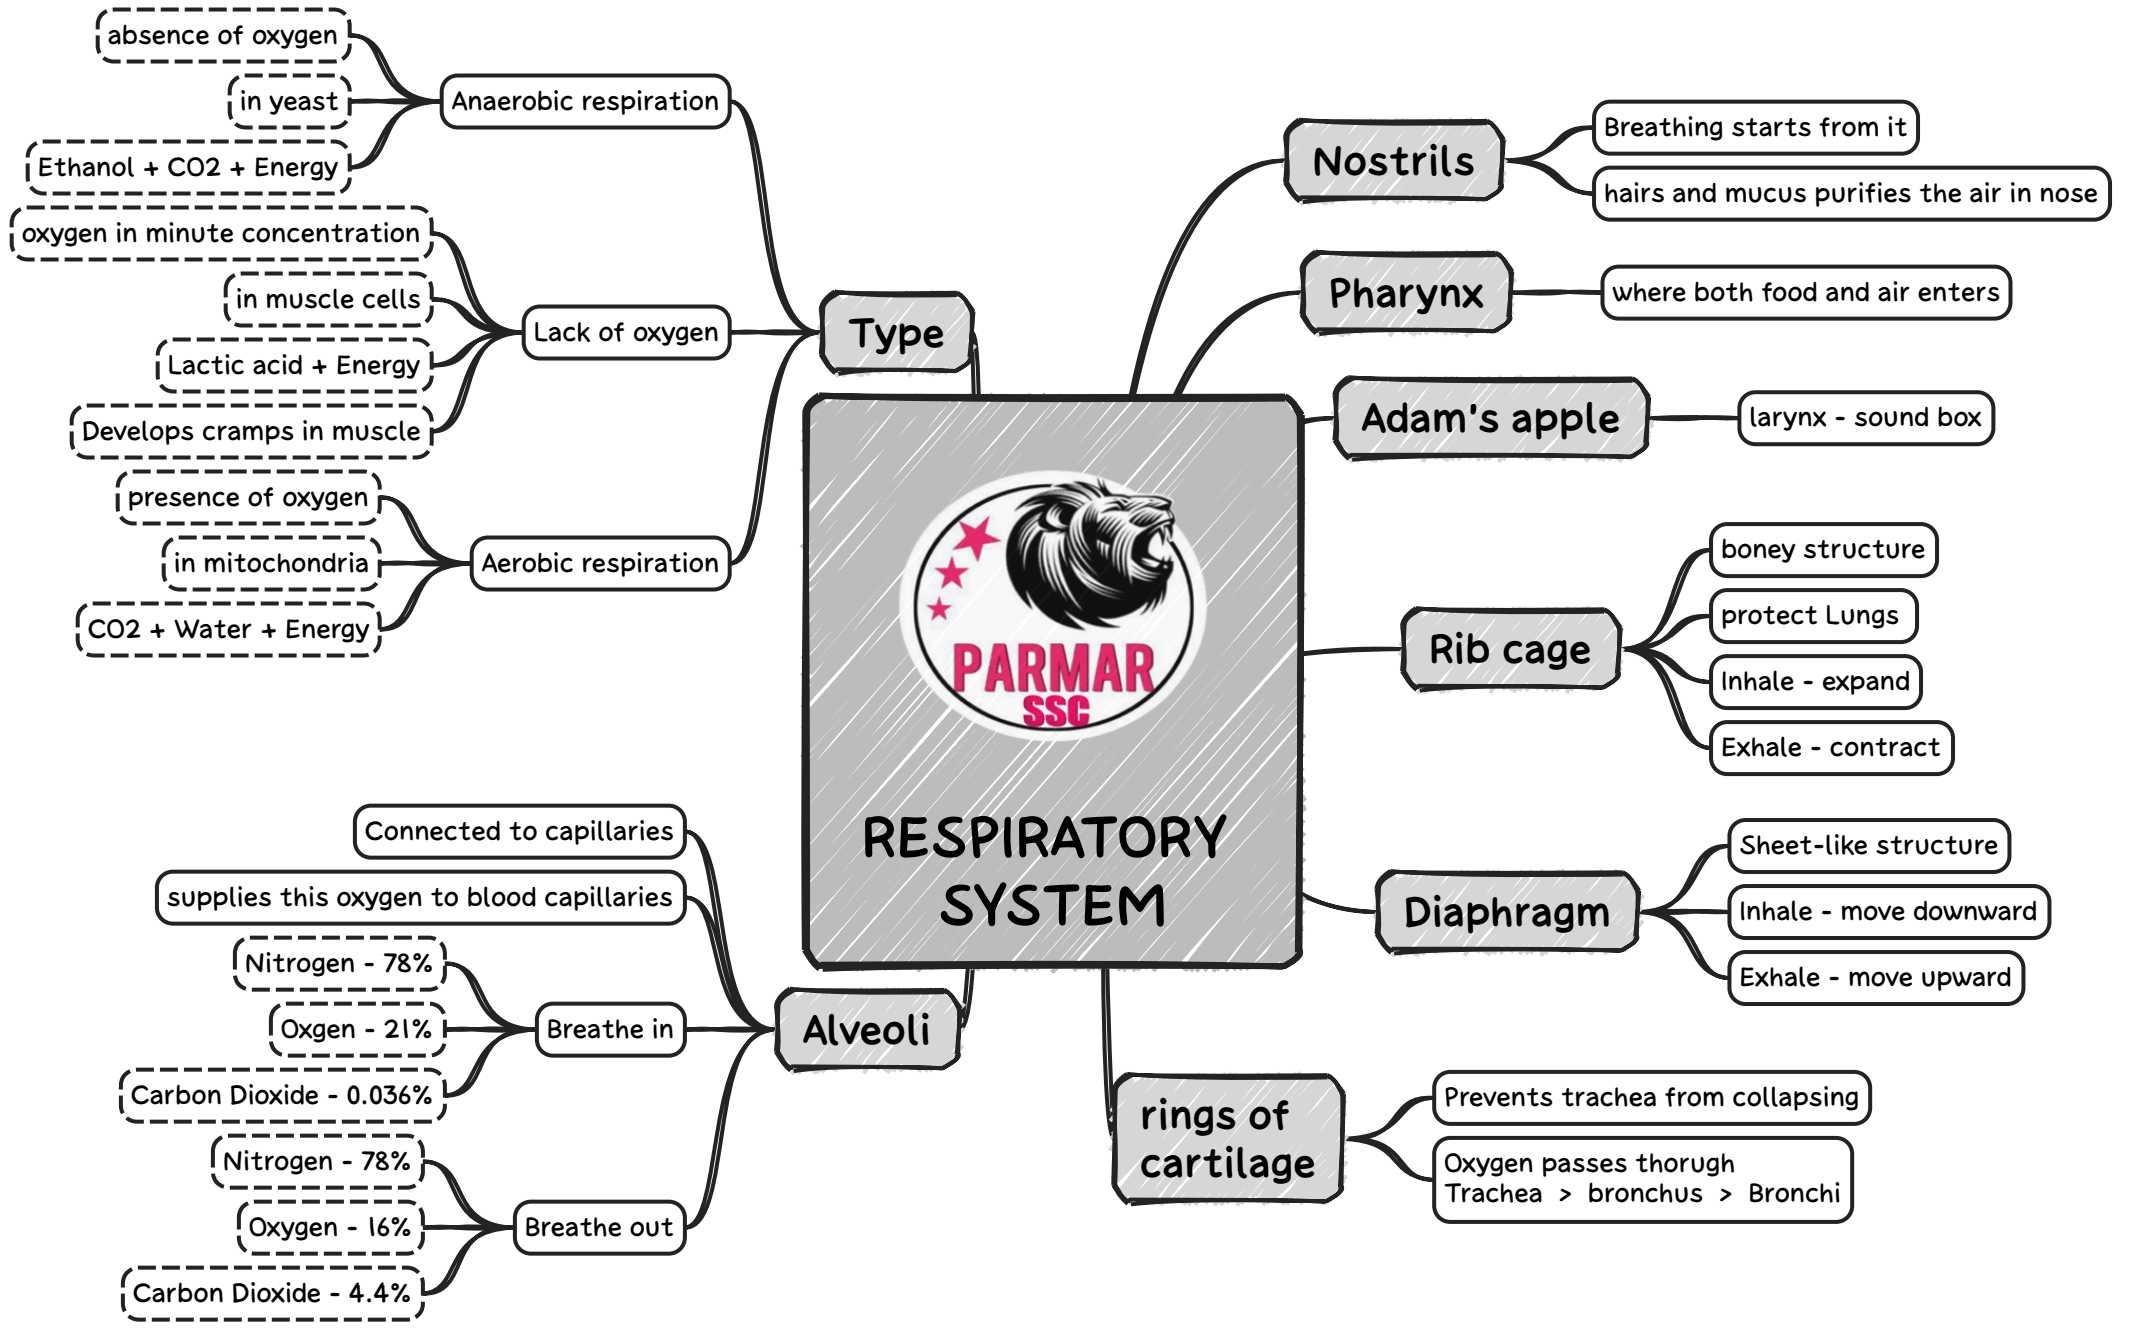 absence of oxygen
in yeast
Ethanol + CO2 + Energy
Anaerobic respiration
oxygen in minute concentration
in muscle cells
Lactic acid + Energy
Develops cramps in muscle
Lack of oxygen
presence of oxygen
in mitochondria
CO2 + Water + Energy
Aerobic respiration
Type
Nostrils
Breathing starts from it
hairs and mucus purifies the air in nose
Pharynx
where both food and air enters
Adam's apple
larynx - sound box
PARMAR
SSC
RESPIRATORY
SYSTEM
Rib cage
boney structure
protect Lungs
Inhale - expand
Exhale - contract
Diaphragm
Sheet-like structure
Inhale - move downward
Exhale - move upward
rings of
cartilage
Prevents trachea from collapsing
Oxygen passes thorugh
Trachea > bronchus > Bronchi
Connected to capillaries
supplies this oxygen to blood capillaries
Nitrogen - 78%
Oxgen - 21%
Carbon Dioxide - 0.036%
Breathe in
Nitrogen - 78%
Oxygen - 16%
Carbon Dioxide - 4.4%
Breathe out
Alveoli